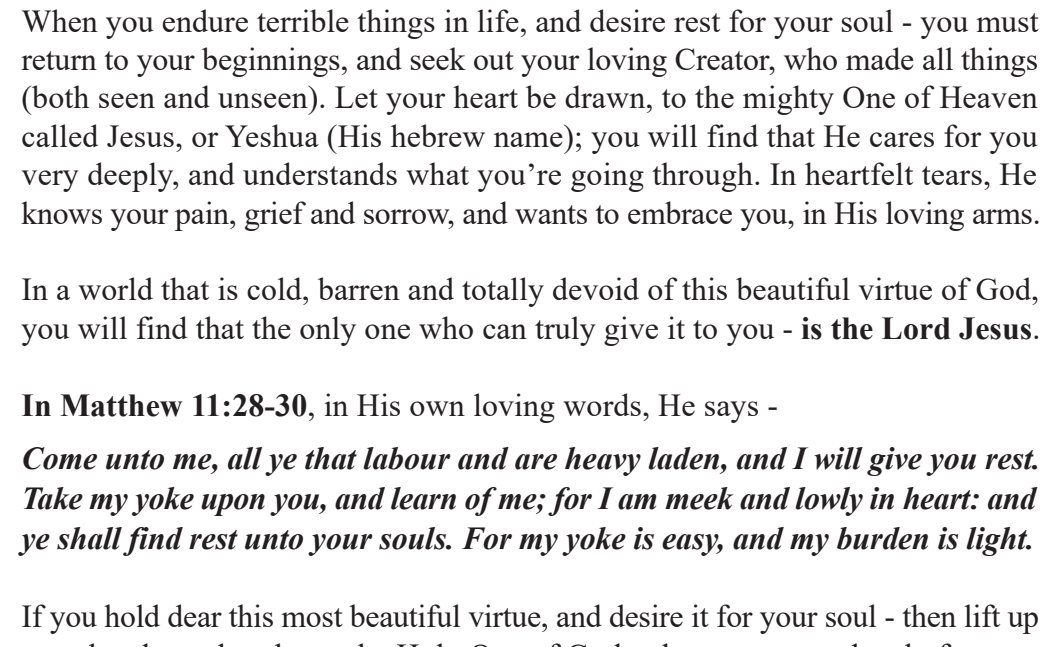 When you endure terrible things in life, and desire rest for your soul - you must
return to your beginnings, and seek out your loving Creator, who made all things
(both seen and unseen). Let your heart be drawn, to the mighty One of Heaven
called Jesus, or Yeshua (His hebrew name); you will find that He cares for you
very deeply, and understands what you’re going through. In heartfelt tears, He
knows your pain, grief and sorrow, and wants to embrace you, in His loving arms.
In a world that is cold, barren and totally devoid of this beautiful virtue of God,
you will find that the only one who can truly give it to you - is the Lord Jesus.
In Matthew 11:28-30, in His own loving words, He says -
Come unto me, all ye that labour and are heavy laden, and I will give you rest.
Take my yoke upon you, and learn of me; for I am meek and lowly in heart: and
ye shall find rest unto your souls. For my yoke is easy, and my burden is light.
If you hold dear this most beautiful virtue, and desire it for your soul - then lift up